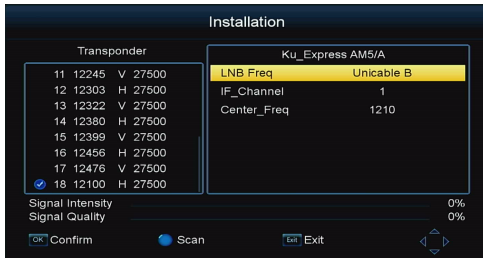 Installation
Transponder
11 12245 V 27500
12 12303 H 27500
13 12322 V 27500
14 12380 H 27500
15 12399 V 27500
16 12456 H 27500
17 12476 V 27500
18 12100 H 27500
Ku_Express AM5/A
LNB Freq Unicable B
IF_Channel 1
Center_Freq 1210
Signal Intensity 0%
Signal Quality 0%
OK Confirm Scan Exit Exit